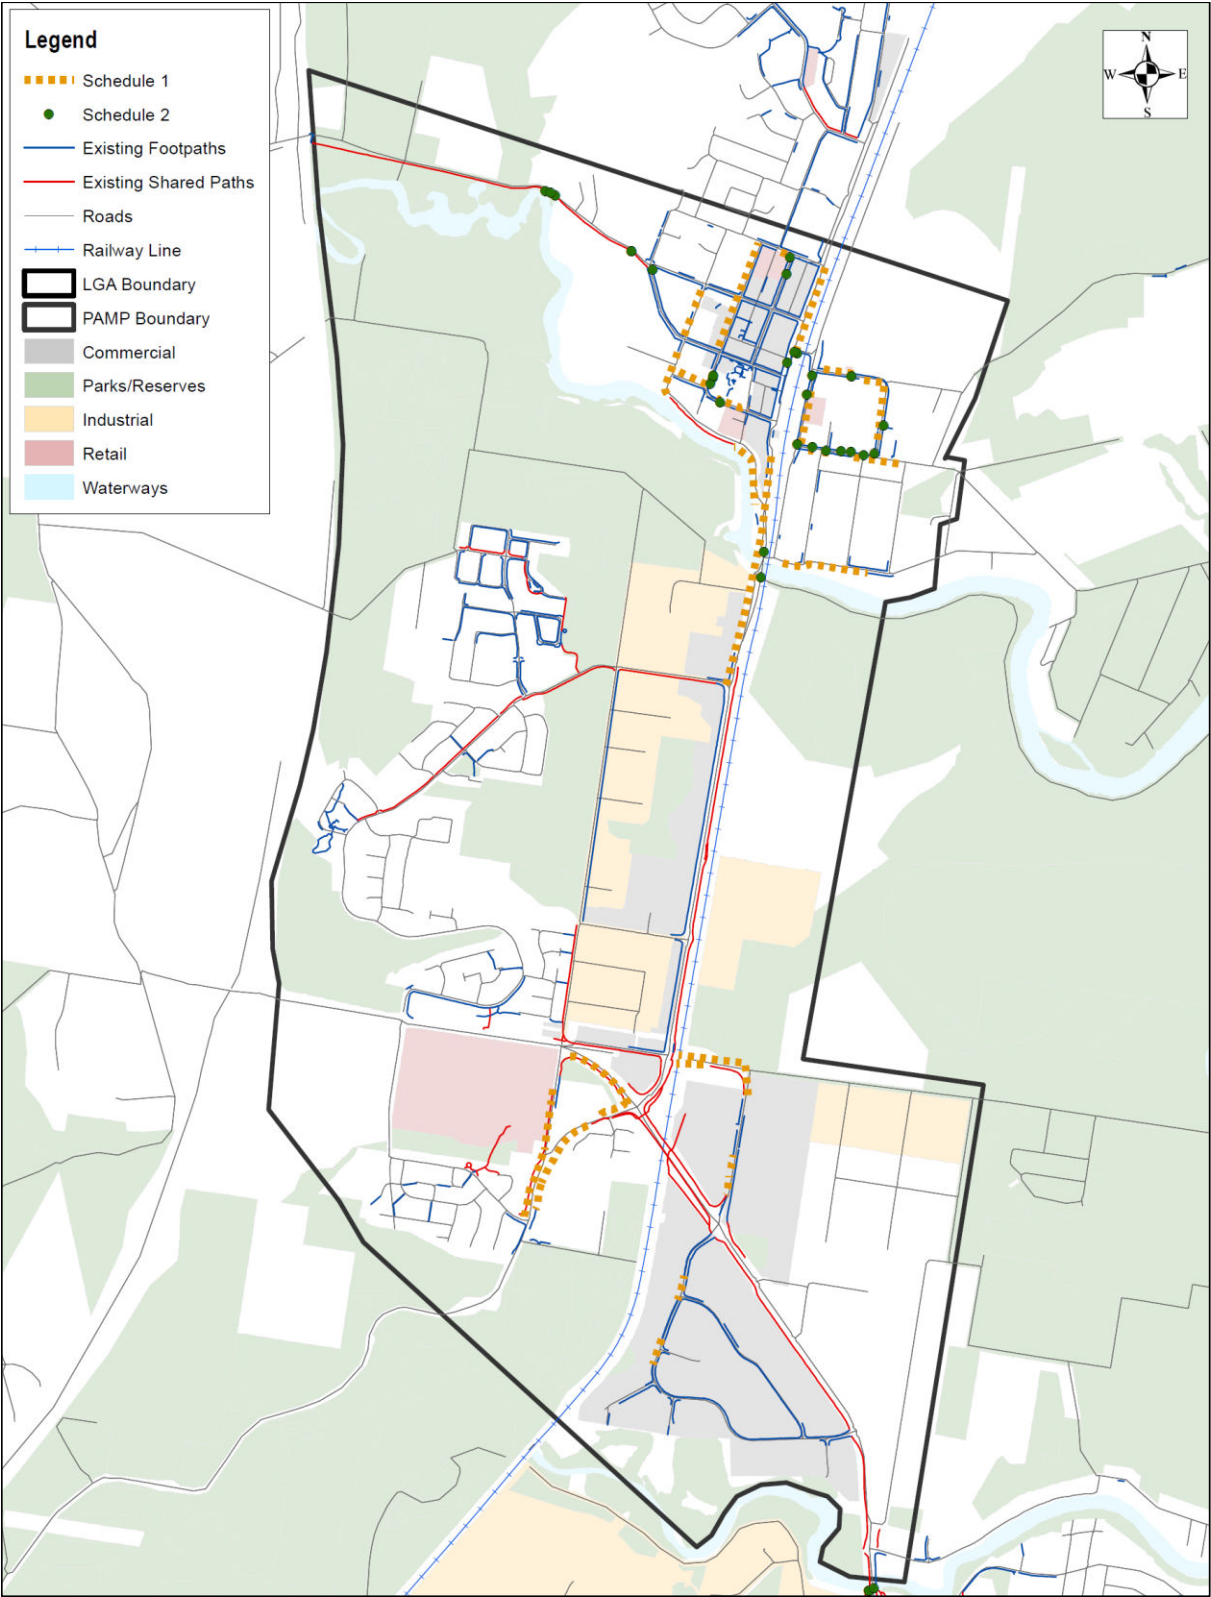 Legend
Schedule 1
Schedule 2
Existing Footpaths
Existing Shared Paths
Roads
Railway Line
LGA Boundary
PAMP Boundary
Commercial
Parks/Reserves
Industrial
Retail
Waterways
N
W E
S